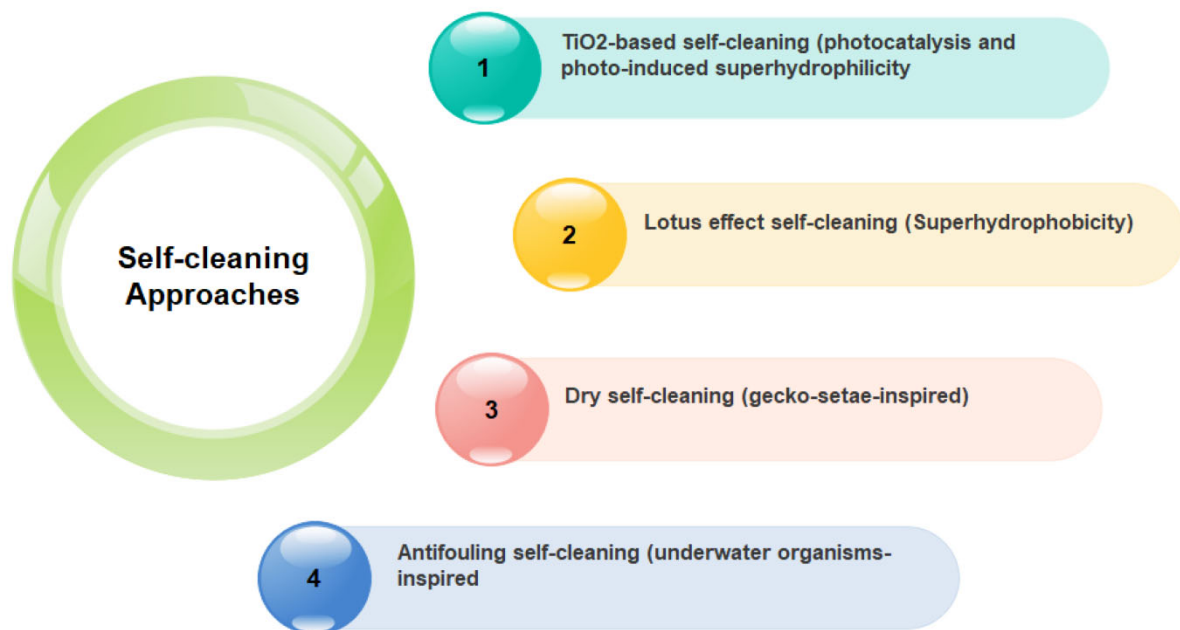 Self-cleaning
Approaches
1
TiO2-based self-cleaning (photocatalysis and
photo-induced superhydrophilicity
2
Lotus effect self-cleaning (Superhydrophobicity)
3
Dry self-cleaning (gecko-setae-inspired)
4
Antifouling self-cleaning (underwater organisms-
inspired